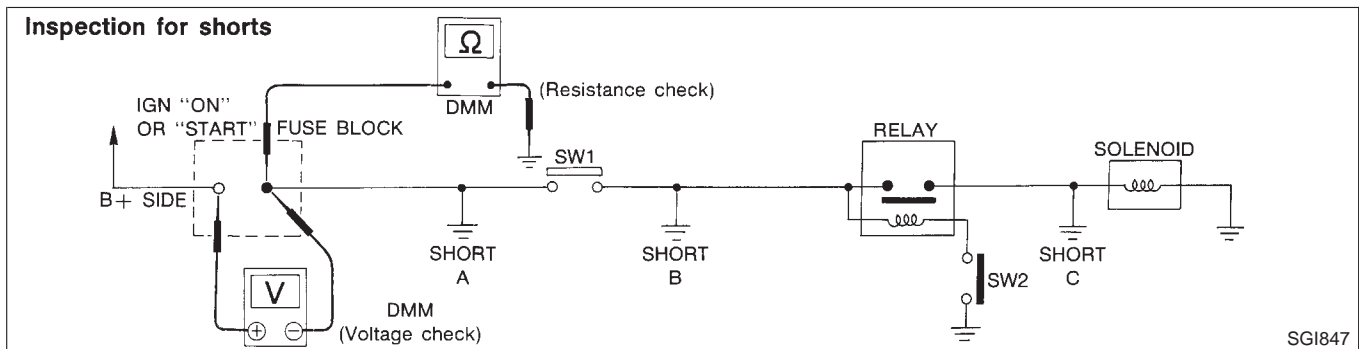 Inspection for shorts
Ω
DMM
(Resistance check)
IGN "ON"
OR "START"
FUSE BLOCK
SW1
RELAY
SOLENOID
B+ SIDE
SHORT
A
SHORT
B
SHORT
C
SW2
V
+ −
DMM
(Voltage check)
SGI847